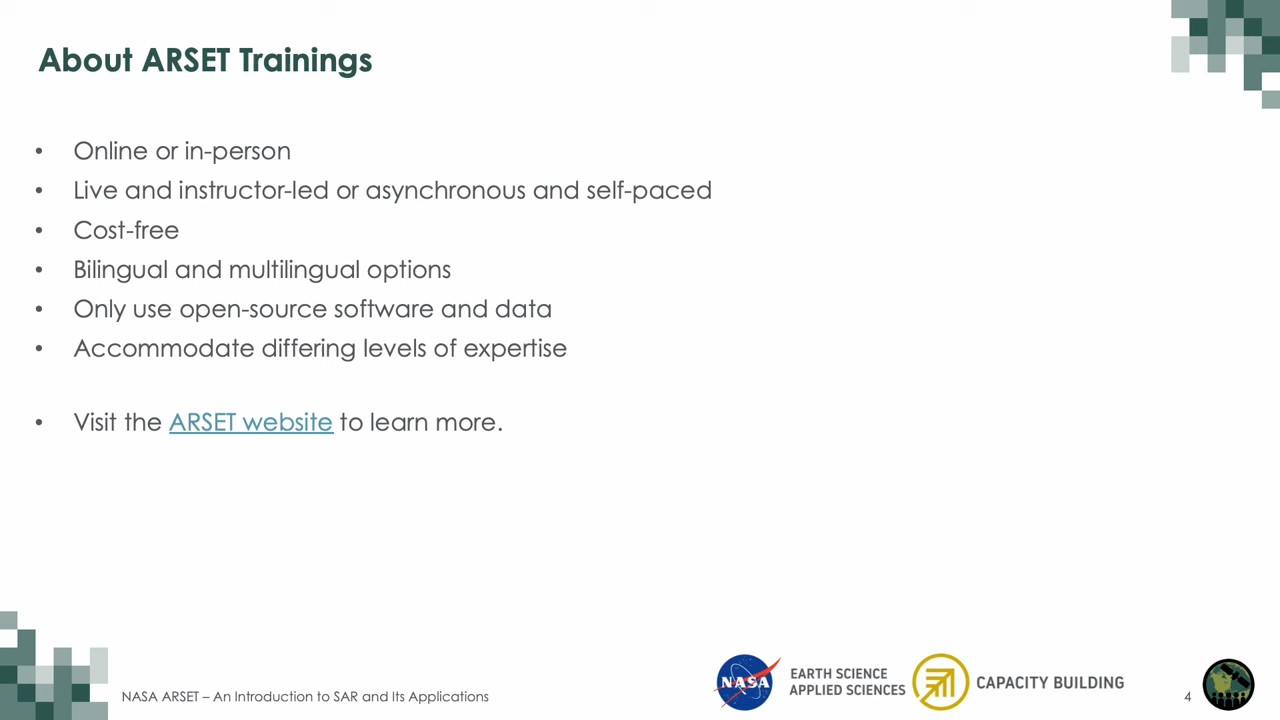 About ARSET Trainings
• Online or in-person
• Live and instructor-led or asynchronous and self-paced
• Cost-free
• Bilingual and multilingual options
• Only use open-source software and data
• Accommodate differing levels of expertise
• Visit the ARSET website to learn more.
NASA ARSET – An Introduction to SAR and Its Applications
NASA
EARTH SCIENCE
APPLIED SCIENCES
CAPACITY BUILDING
4